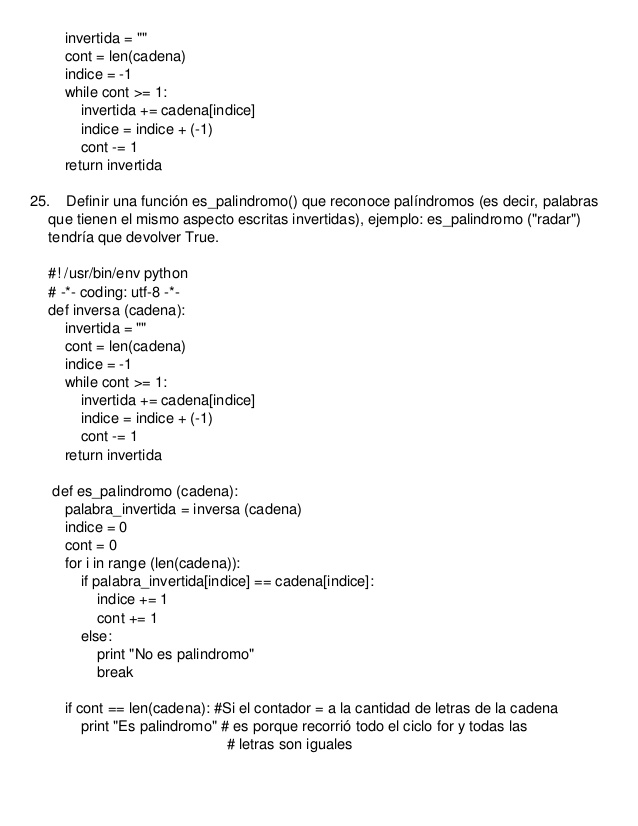 invertida = ""
cont = len(cadena)
indice = -1
while cont >= 1:
invertida += cadena[indice]
indice = indice + (-1)
cont -= 1
return invertida
25. Definir una función es_palindromo() que reconoce palíndromos (es decir, palabras
que tienen el mismo aspecto escritas invertidas), ejemplo: es_palindromo ("radar")
tendría que devolver True.
#! /usr/bin/env python
# -*- coding: utf-8 -*-
def inversa (cadena):
invertida = ""
cont = len(cadena)
indice = -1
while cont >= 1:
invertida += cadena[indice]
indice = indice + (-1)
cont -= 1
return invertida
def es_palindromo (cadena):
palabra_invertida = inversa (cadena)
indice = 0
cont = 0
for i in range (len(cadena)):
if palabra_invertida[indice] == cadena[indice]:
indice += 1
cont += 1
else:
print "No es palindromo"
break
if cont == len(cadena): #Si el contador = a la cantidad de letras de la cadena
print "Es palindromo" # es porque recorrió todo el ciclo for y todas las
# letras son iguales